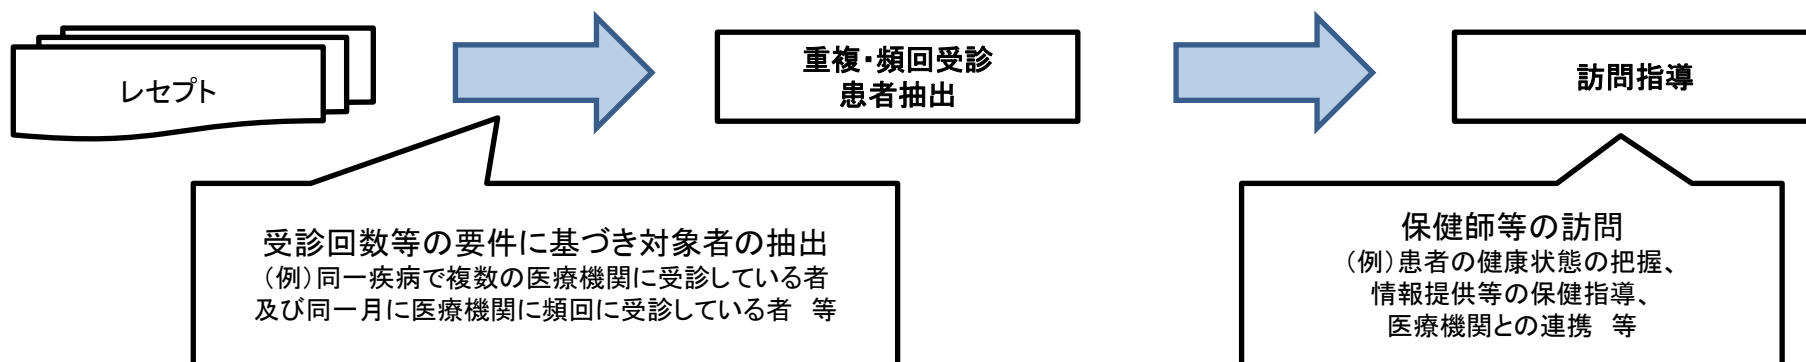 レセプト
重複・頻回受診
患者抽出
訪問指導
受診回数等の要件に基づき対象者の抽出
（例）同一疾病で複数の医療機関に受診している者
及び同一月に医療機関に頻回に受診している者　等
保健師等の訪問
（例）患者の健康状態の把握、
情報提供等の保健指導、
医療機関との連携　等